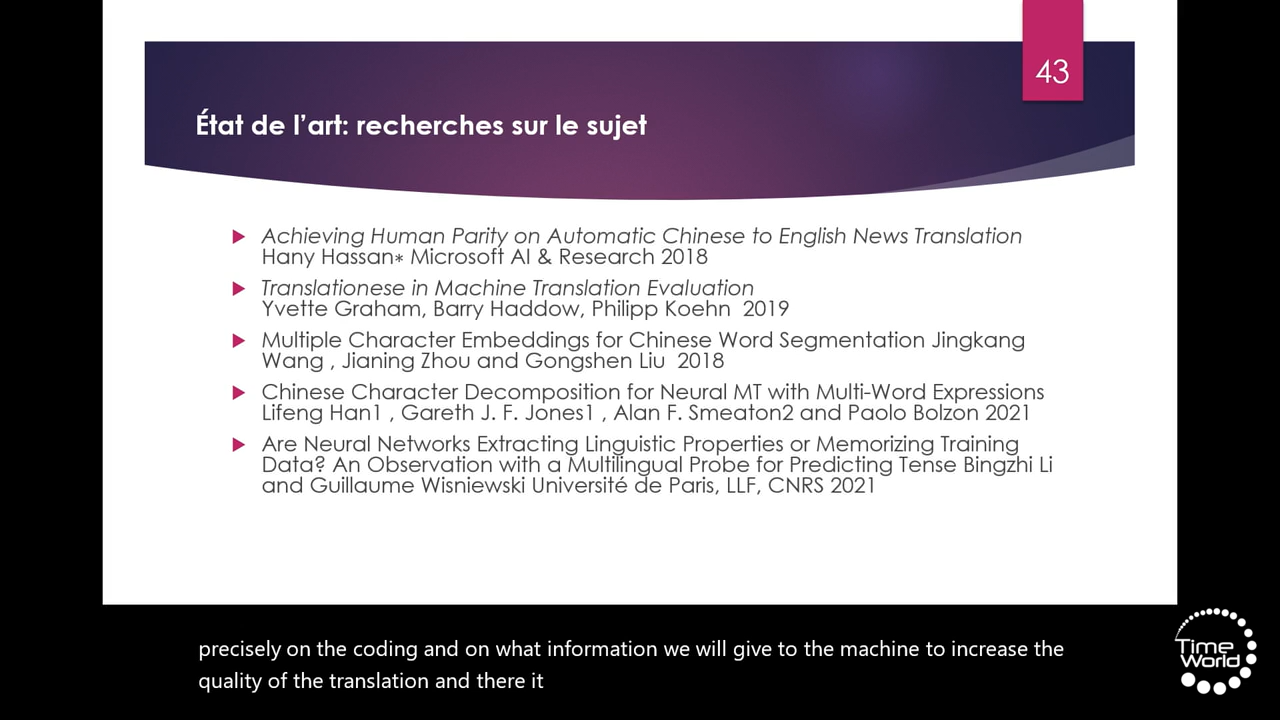 43
État de l’art: recherches sur le sujet
Achieving Human Parity on Automatic Chinese to English News Translation
Hany Hassan∗ Microsoft AI & Research 2018
Translationese in Machine Translation Evaluation
Yvette Graham, Barry Haddow, Philipp Koehn 2019
Multiple Character Embeddings for Chinese Word Segmentation Jingkang
Wang , Jianing Zhou and Gongshen Liu 2018
Chinese Character Decomposition for Neural MT with Multi-Word Expressions
Lifeng Han1 , Gareth J. F. Jones1 , Alan F. Smeaton2 and Paolo Bolzon 2021
Are Neural Networks Extracting Linguistic Properties or Memorizing Training
Data? An Observation with a Multilingual Probe for Predicting Tense Bingzhi Li
and Guillaume Wisniewski Université de Paris, LLF, CNRS 2021
precisely on the coding and on what information we will give to the machine to increase the
quality of the translation and there it
Time
World